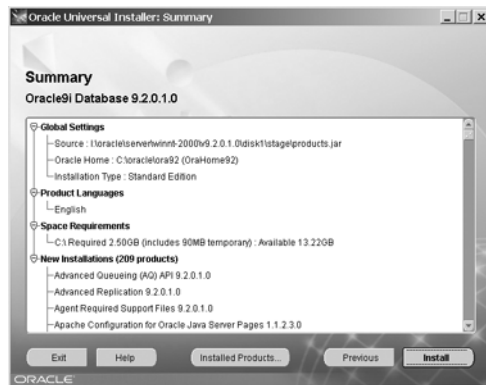 Oracle Universal Installer: Summary
Summary
Oracle9i Database 9.2.0.1.0
Global Settings
Source : I:\oracle\server\winnt-2000\v9.2.0.1.0\disk1\stage\products.jar
Oracle Home : C:\oracle\ora92 (OraHome92)
Installation Type : Standard Edition
Product Languages
English
Space Requirements
C:\ Required 2.50GB (includes 90MB temporary) : Available 13.22GB
New Installations (209 products)
Advanced Queueing (AQ) API 9.2.0.1.0
Advanced Replication 9.2.0.1.0
Agent Required Support Files 9.2.0.1.0
Apache Configuration for Oracle Java Server Pages 1.1.2.3.0
Exit Help Installed Products... Previous Install
ORACLE